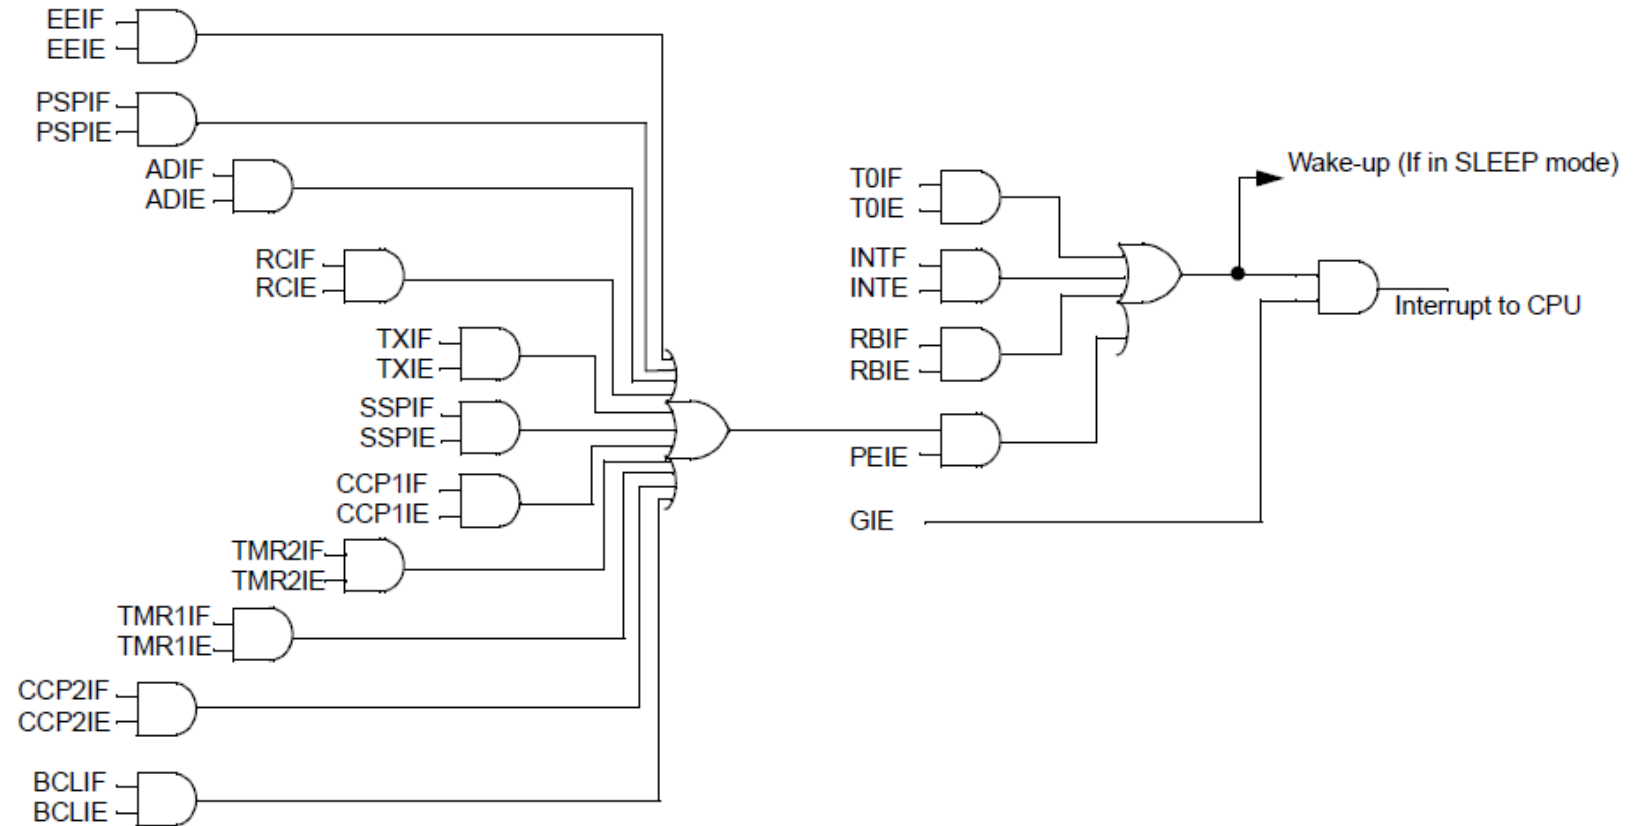 EEIF
EEIE
PSPIF
PSPIE
ADIF
ADIE
RCIF
RCIE
TXIF
TXIE
SSPIF
SSPIE
CCP1IF
CCP1IE
TMR2IF
TMR2IE
TMR1IF
TMR1IE
CCP2IF
CCP2IE
BCLIF
BCLIE
T0IF
T0IE
INTF
INTE
RBIF
RBIE
PEIE
GIE
Wake-up (If in SLEEP mode)
Interrupt to CPU